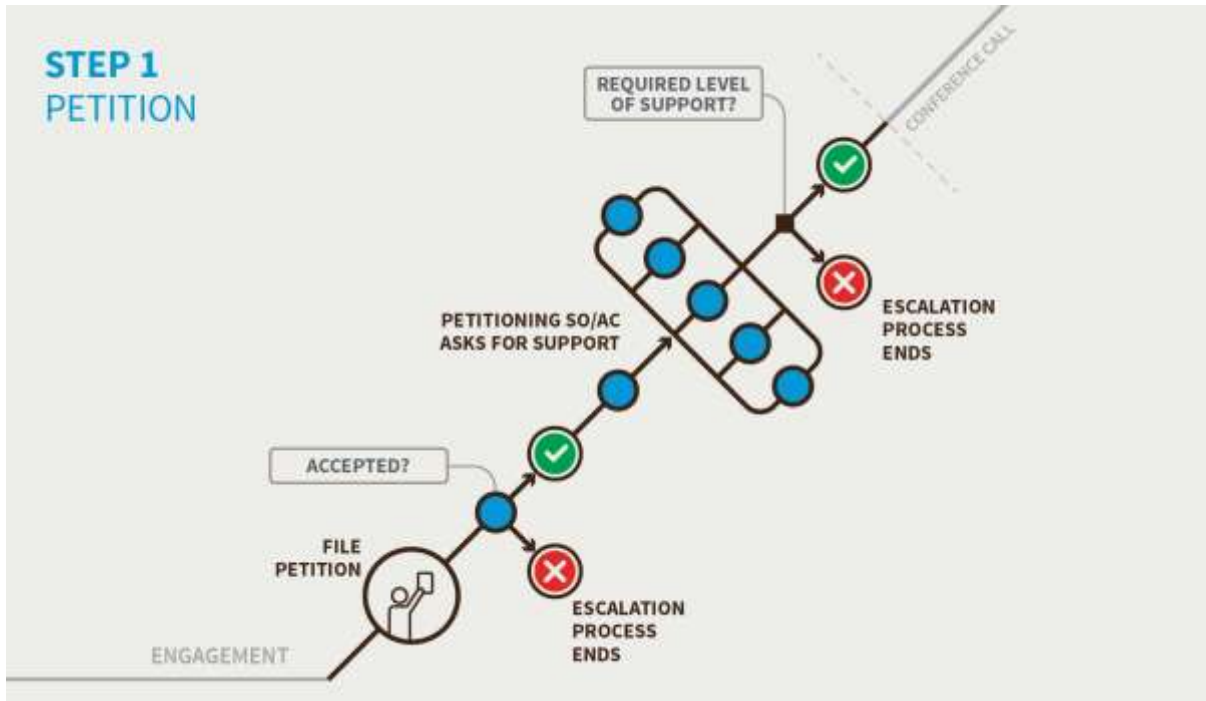 STEP 1
PETITION
REQUIRED LEVEL
OF SUPPORT?
CONFERENCE CALL
ESCALATION
PROCESS
ENDS
PETITIONING SO/AC
ASKS FOR SUPPORT
ACCEPTED?
FILE
PETITION
ESCALATION
PROCESS
ENDS
ENGAGEMENT